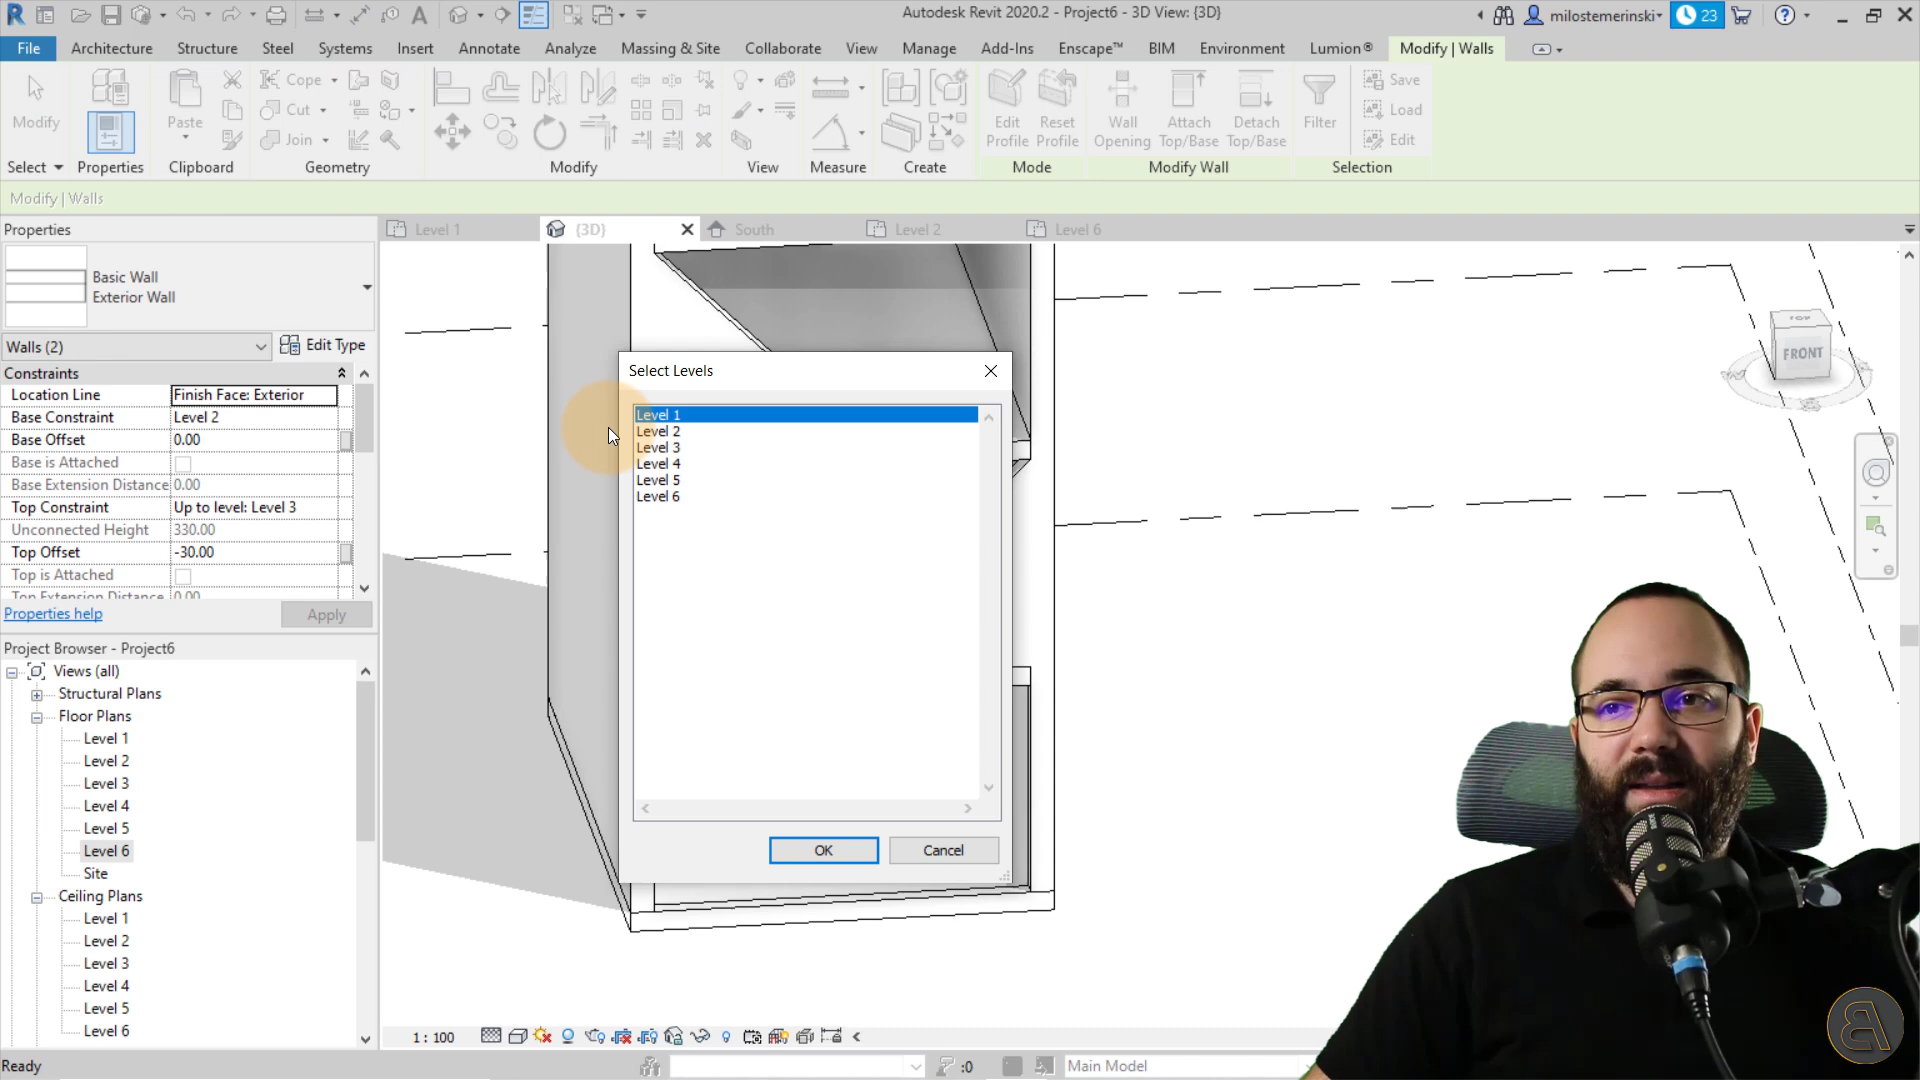 Autodesk Revit 2020.2 - Project6 - 3D View: {3D}
milostemerinski
23
File Architecture Structure Steel Systems Insert Annotate Analyze Massing & Site Collaborate View Manage Add-Ins Enscape™ BIM Environment Lumion® Modify | Walls
Modify
Paste
Cope
Cut
Join
Edit Profile
Reset Profile
Wall Opening
Attach Top/Base
Detach Top/Base
Filter
Save
Load
Edit
Select Properties Clipboard Geometry Modify View Measure Create Mode Modify Wall Selection
Modify | Walls
Properties
Level 1 {3D} South Level 2 Level 6
Basic Wall
Exterior Wall
Walls (2) Edit Type
Constraints
Location Line Finish Face: Exterior
Base Constraint Level 2
Base Offset 0.00
Base is Attached
Base Extension Distance 0.00
Top Constraint Up to level: Level 3
Unconnected Height 330.00
Top Offset -30.00
Top is Attached
Top Extension Distance 0.00
Properties help Apply
Project Browser - Project6
Views (all)
Structural Plans
Floor Plans
Level 1
Level 2
Level 3
Level 4
Level 5
Level 6
Site
Ceiling Plans
Level 1
Level 2
Level 3
Level 4
Level 5
Level 6
Select Levels
Level 1
Level 2
Level 3
Level 4
Level 5
Level 6
OK Cancel
TOP
FRONT
1 : 100
Ready
:0
Main Model